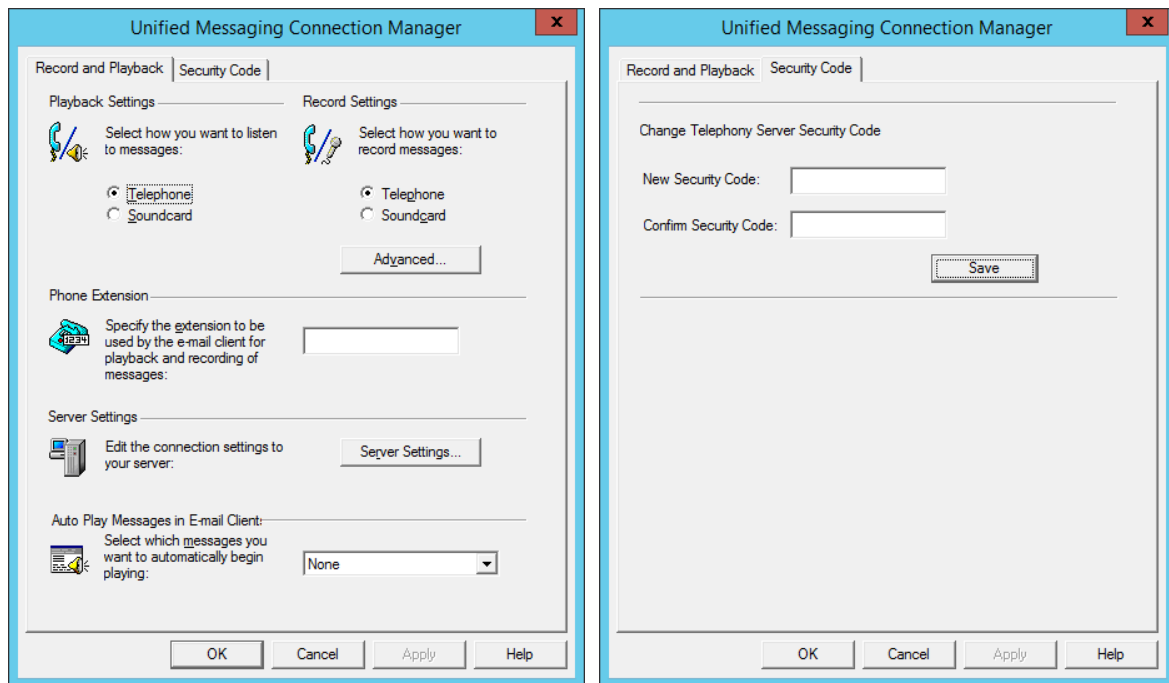 Unified Messaging Connection Manager
x
Record and Playback
Security Code
Playback Settings
Select how you want to listen
to messages:
Telephone
Soundcard
Record Settings
Select how you want to
record messages:
Telephone
Soundcard
Advanced...
Phone Extension
1234
Specify the extension to be
used by the e-mail client for
playback and recording of
messages:
Server Settings
Edit the connection settings to
your server:
Server Settings...
Auto Play Messages in E-mail Client:
Select which messages you
want to automatically begin
playing:
None
OK
Cancel
Apply
Help
Unified Messaging Connection Manager
x
Record and Playback
Security Code
Change Telephony Server Security Code
New Security Code:
Confirm Security Code:
Save
OK
Cancel
Apply
Help